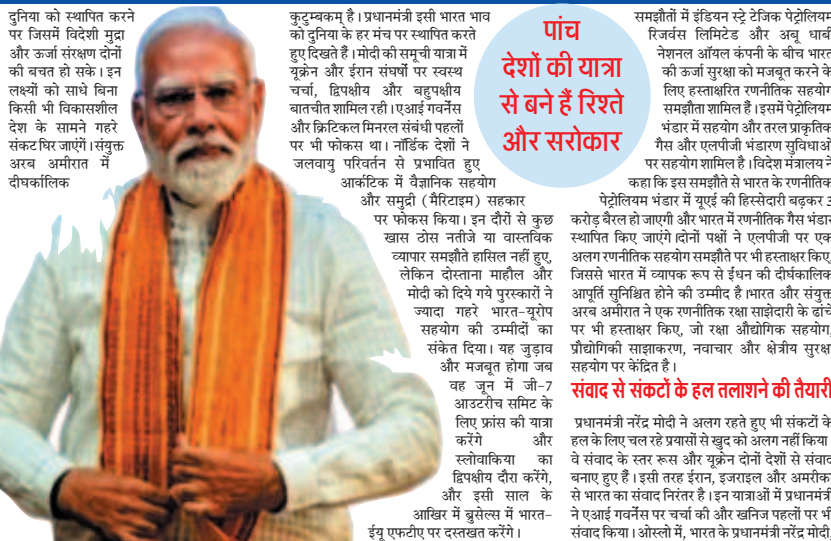 दुनिया को स्थापित करने
पर जिसमें विदेशी मुद्रा
और ऊर्जा संरक्षण दोनों
की बचत हो सके। इन
लक्ष्यों को साधे बिना
किसी भी विकासशील
देश के सामने गहरे
संकट घिर जाएंगें।संयुक्त
अरब अमीरात में
दीर्घकालिक
कुटुम्बकम् है। प्रधानमंत्री इसी भारत भाव
को दुनिया के हर मंच पर स्थापित करते
हुए दिखते हैं। मोदी की समूची यात्रा में
यूक्रेन और ईरान संघर्षों पर स्वस्थ
चर्चा, द्विपक्षीय और बहुपक्षीय
बातचीत शामिल रही। एआई गवर्नेंस
और क्रिटिकल मिनरल संबंधी पहलों
पर भी फोकस था। नॉर्डिक देशों ने
जलवायु परिवर्तन से प्रभावित हुए
आर्कटिक में वैज्ञानिक सहयोग
और समुद्री (मैरिटाइम) सहकार
पर फोकस किया। इन दौरों से कुछ
खास ठोस नतीजे या वास्तविक
व्यापार समझौते हासिल नहीं हुए,
लेकिन दोस्ताना माहौल और
मोदी को दिये गये पुरस्कारों ने
ज्यादा गहरे भारत-यूरोप
सहयोग की उम्मीदों का
संकेत दिया। यह जुड़ाव
और मजबूत होगा जब
वह जून में जी-7
आउटरीच समिट के
लिए फ्रांस की यात्रा
करेंगे और
स्लोवाकिया का
द्विपक्षीय दौरा करेंगे,
और इसी साल के
आखिर में ब्रुसेल्स में भारत-
ईयू एफटीए पर दस्तखत करेंगे।
पांच
देशों की यात्रा
से बने हैं रिश्ते
और सरोकार
समझौतों में इंडियन स्ट्रे टेजिक पेट्रोलियम
रिजर्वस लिमिटेड और अबू धाबी
नेशनल ऑयल कंपनी के बीच भारत
की ऊर्जा सुरक्षा को मजबूत करने के
लिए हस्ताक्षरित रणनीतिक सहयोग
समझौता शामिल हैं। इसमें पेट्रोलियम
भंडार में सहयोग और तरल प्राकृतिक
गैस और एलपीजी भंडारण सुविधाओं
पर सहयोग शामिल है। विदेश मंत्रालय ने
कहा कि इस समझौते से भारत के रणनीतिक
पेट्रोलियम भंडार में यूएई की हिस्सेदारी बढ़कर 3
करोड़ बैरल हो जाएगी और भारत में रणनीतिक गैस भंडार
स्थापित किए जाएंगे।दोनों पक्षों ने एलपीजी पर एक
अलग रणनीतिक सहयोग समझौते पर भी हस्ताक्षर किए,
जिससे भारत में व्यापक रूप से ईंधन की दीर्घकालिक
आपूर्ति सुनिश्चित होने की उम्मीद है।भारत और संयुक्त
अरब अमीरात ने एक रणनीतिक रक्षा साझेदारी के ढांचे
पर भी हस्ताक्षर किए, जो रक्षा औद्योगिक सहयोग,
प्रौद्योगिकी साझाकरण, नवाचार और क्षेत्रीय सुरक्षा
सहयोग पर केंद्रित है।
संवाद से संकटों के हल तलाशने की तैयारी
प्रधानमंत्री नरेंद्र मोदी ने अलग रहते हुए भी संकटों के
हल के लिए चल रहे प्रयासों से खुद को अलग नहीं किया
वे संवाद के स्तर रूस और यूक्रेन दोनों देशों से संवाद
बनाए हुए हैं। इसी तरह ईरान, इजराइल और अमरीका
से भारत का संवाद निरंतर है। इन यात्राओं में प्रधानमंत्री
ने एआई गवर्नेंस पर चर्चा की और खनिज पहलों पर भी
संवाद किया। ओस्लो में, भारत के प्रधानमंत्री नरेंद्र मोदी,